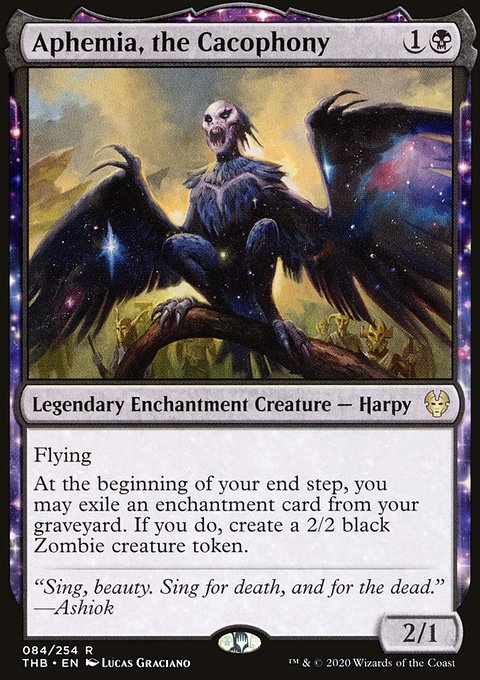 Aphemia, the Cacophony 1
Legendary Enchantment Creature — Harpy
Flying
At the beginning of your end step, you
may exile an enchantment card from your
graveyard. If you do, create a 2/2 black
Zombie creature token.
“Sing, beauty. Sing for death, and for the dead.”
—Ashiok
2/1
084/254 R
THB • EN Lucas Graciano
™ & © 2020 Wizards of the Coast